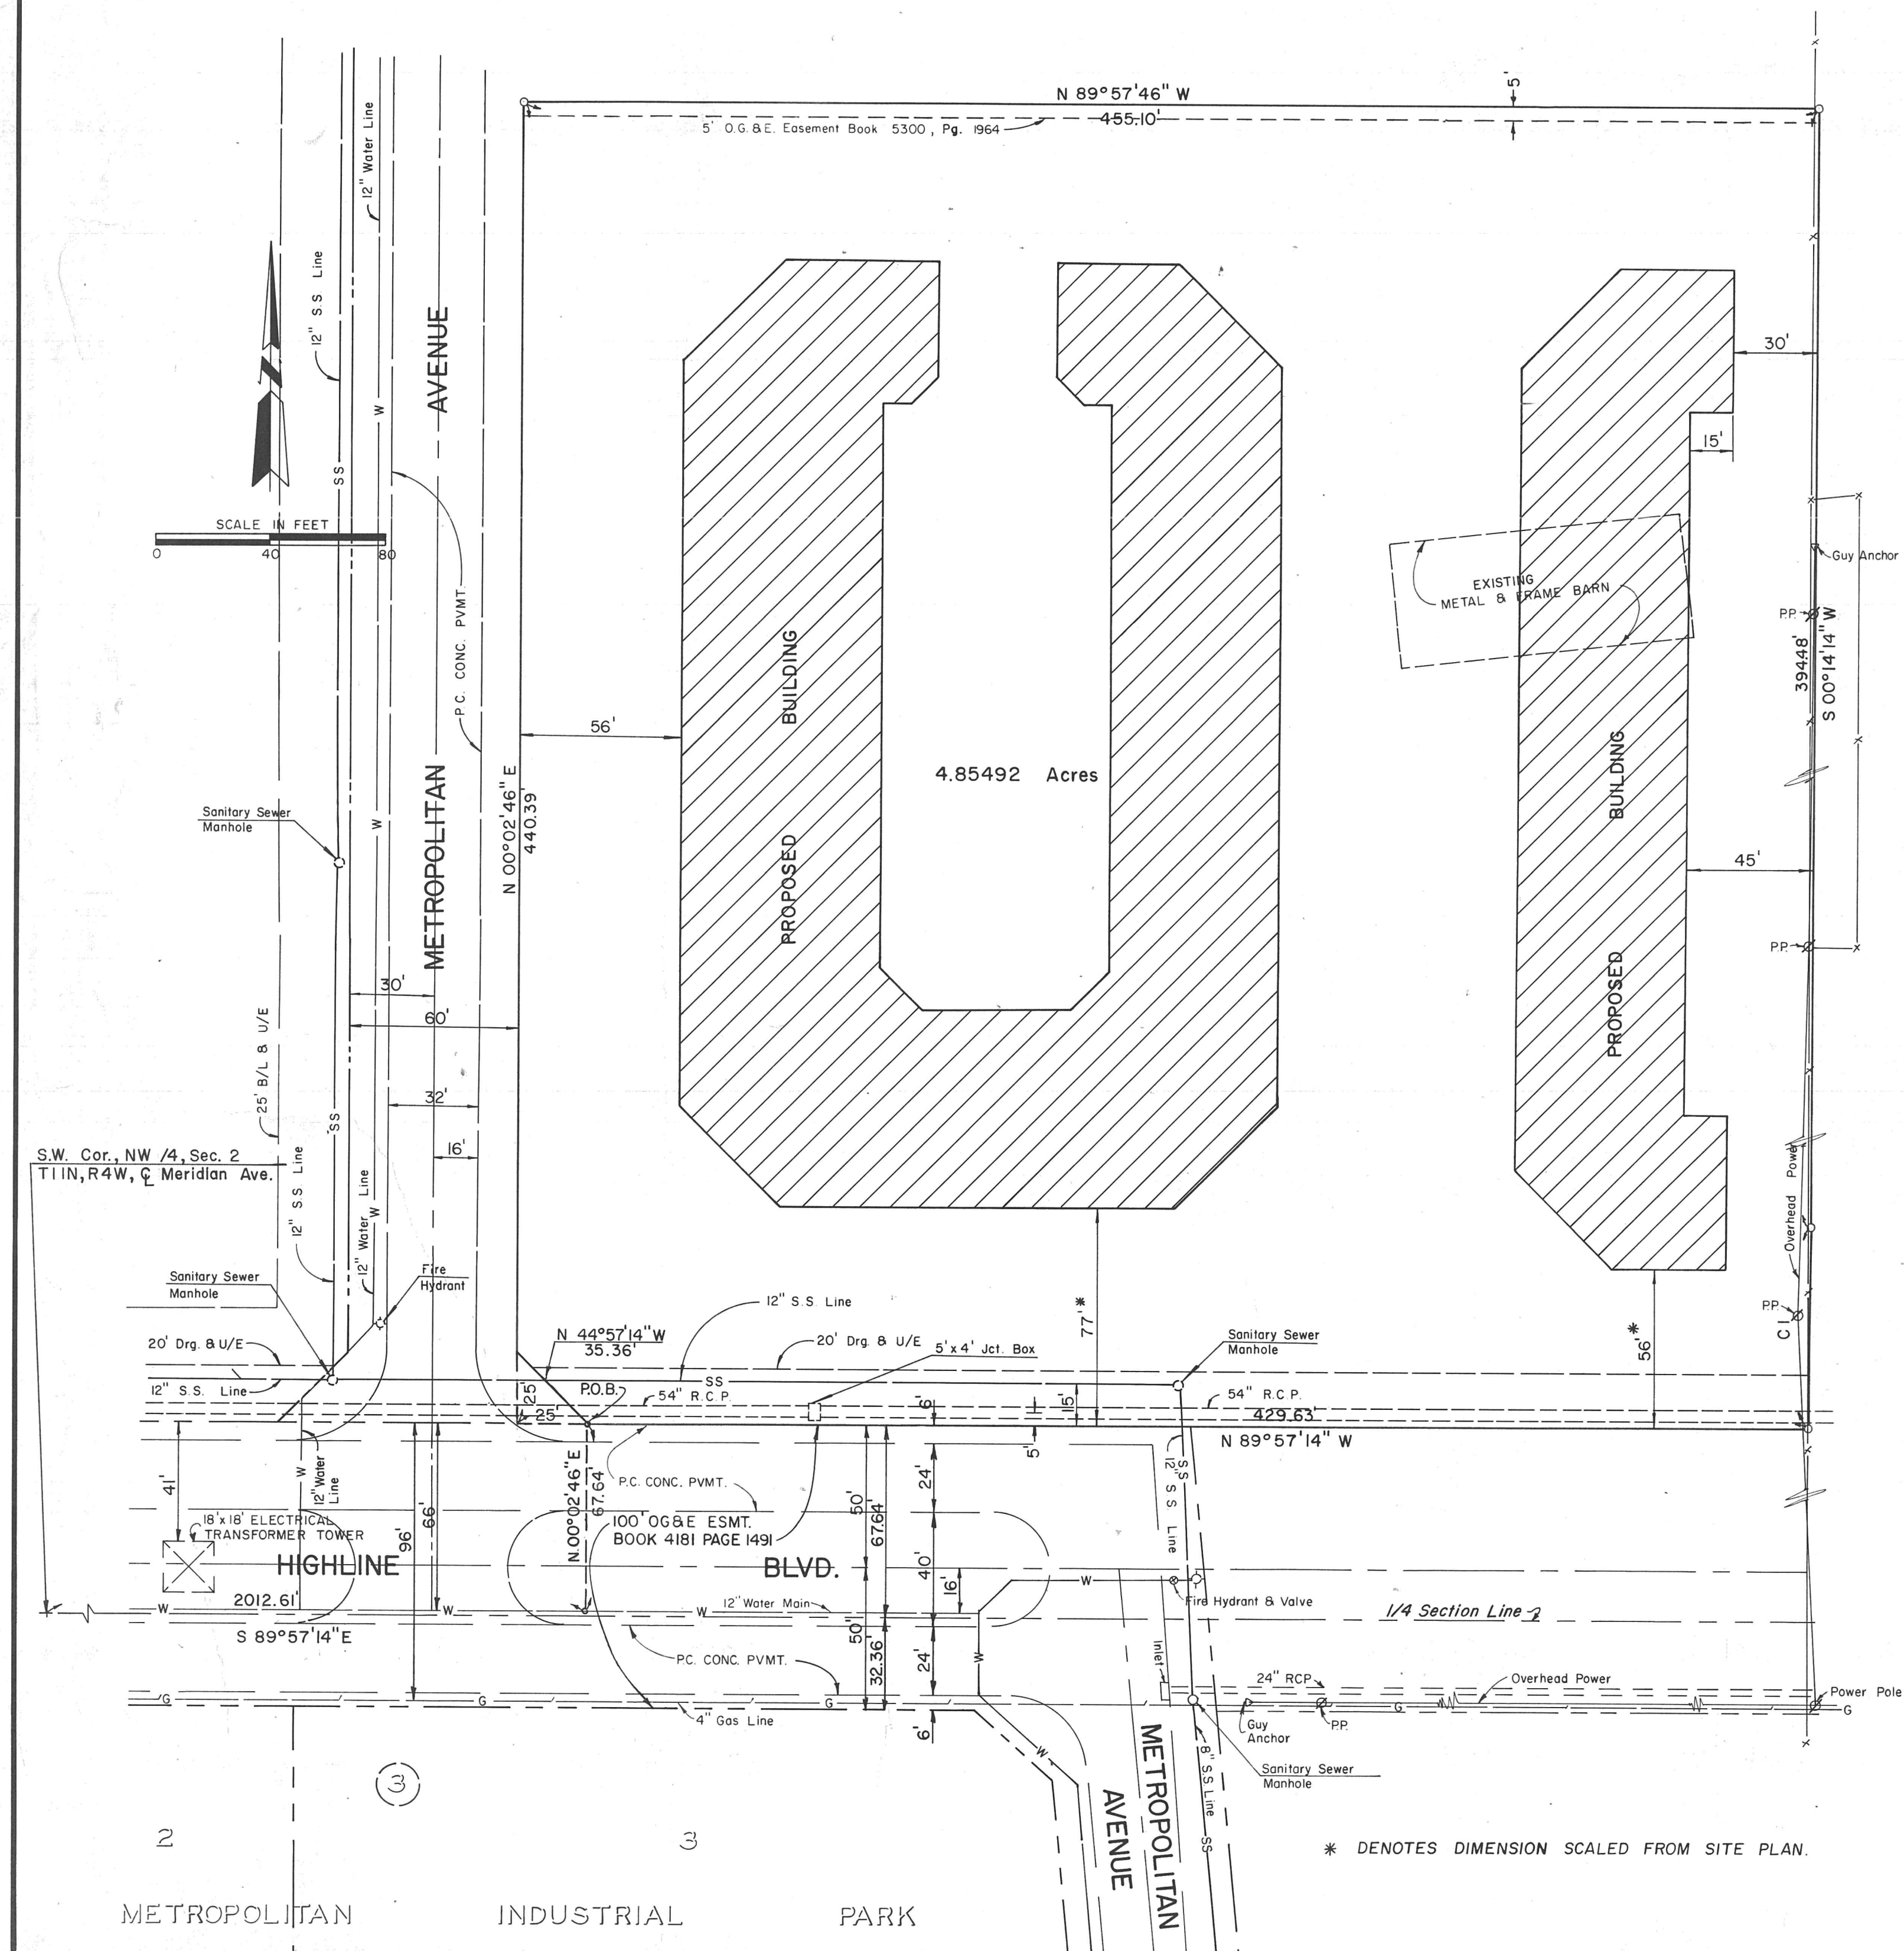 N 89°57'46" W
455.10'
5'
5' O.G.&E. Easement Book 5300, Pg. 1964
12" Water Line
12" S.S Line
METROPOLITAN AVENUE
N
W
SS
SCALE IN FEET
0 40 80
P.C. CONC. PVMT.
30'
15'
EXISTING
METAL & FRAME BARN
Guy Anchor
P.P.
394.48'
S 00°14'14" W
PROPOSED BUILDING
56'
4.85492 Acres
PROPOSED BUILDING
N 00°02'46" E
440.39'
Sanitary Sewer
Manhole
W
45'
P.P.
30'
60'
25' B/L & U/E
32'
16'
SS
S.W. Cor., NW /4, Sec. 2
T11N, R4W, ℄ Meridian Ave.
12" S.S Line
12" Water Line
W
Overhead Power
Sanitary Sewer
Manhole
Fire
Hydrant
12" S.S. Line
77'*
P.P.
C1
56'*
20' Drg. & U/E
N 44°57'14" W
35.36'
20' Drg. & U/E
5'x4' Jct. Box
Sanitary Sewer
Manhole
12" S.S. Line
SS
25'
25'
P.O.B.
54" R.C.P.
6'
15'
54" R.C.P.
429.63'
N 89°57'14" W
5'
41'
W
12" Water
Line
96'
66'
N.00°02'46"E
67.64'
P.C. CONC. PVMT.
50'
67.64'
24'
12" S S Line
SS
18'x18' ELECTRICAL
TRANSFORMER TOWER
100' OG&E ESMT.
BOOK 4181 PAGE 1491
HIGHLINE BLVD.
40'
16'
W
Fire Hydrant & Valve
2012.61'
W
W
W
12" Water Main
1/4 Section Line
S 89°57'14"E
50'
32.36'
24'
P.C. CONC. PVMT.
W
Inlet
24" RCP
Overhead Power
Power Pole
G
G
G
G
G
4" Gas Line
6'
Guy
Anchor
P.P.
W
Sanitary Sewer
Manhole
8" S.S. Line
SS
METROPOLITAN
AVENUE
3
2
3
* DENOTES DIMENSION SCALED FROM SITE PLAN.
METROPOLITAN INDUSTRIAL PARK